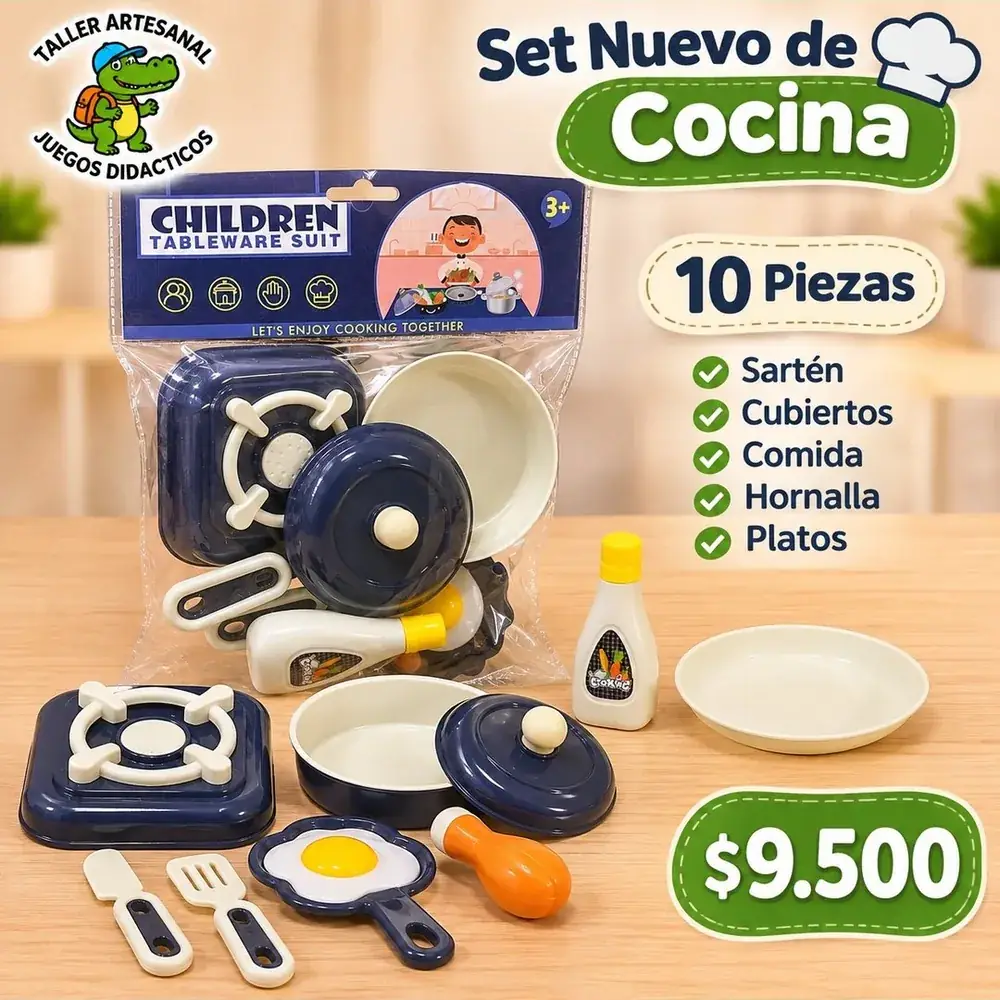 TALLER ARTESANAL
JUEGOS DIDACTICOS
Set Nuevo de
Cocina
CHILDREN
TABLEWARE SUIT
3+
LET'S ENJOY COOKING TOGETHER
10 Piezas
Sartén
Cubiertos
Comida
Hornalla
Platos
$9.500